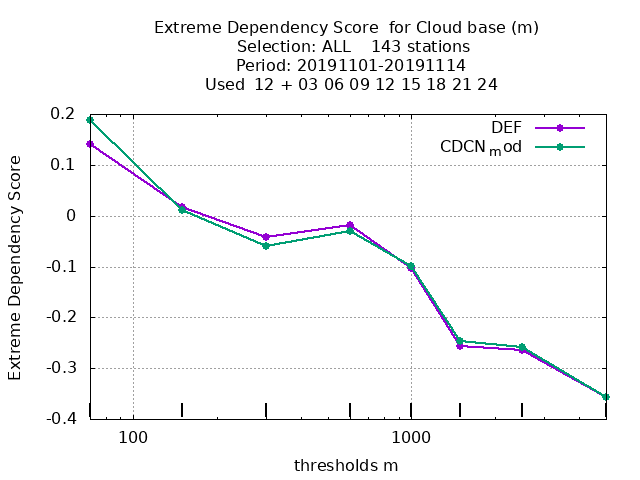 Extreme Dependency Score  for Cloud base (m)
Selection: ALL    143 stations
Period: 20191101-20191114
Used  12 + 03 06 09 12 15 18 21 24
DEF
CDCN_mod
0.2
0.1
0
-0.1
-0.2
-0.3
-0.4
Extreme Dependency Score
100 1000
thresholds m